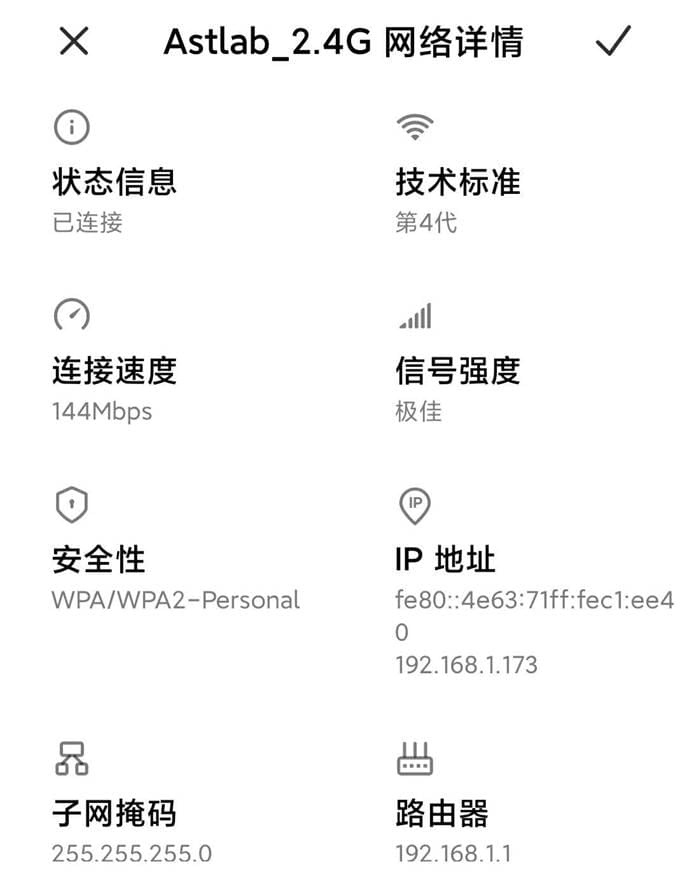 Astlab_2.4G 网络详情
状态信息
已连接
技术标准
第4代
连接速度
144Mbps
信号强度
极佳
安全性
WPA/WPA2-Personal
IP
IP 地址
fe80::4e63:71ff:fec1:ee4
0
192.168.1.173
子网掩码
255.255.255.0
路由器
192.168.1.1